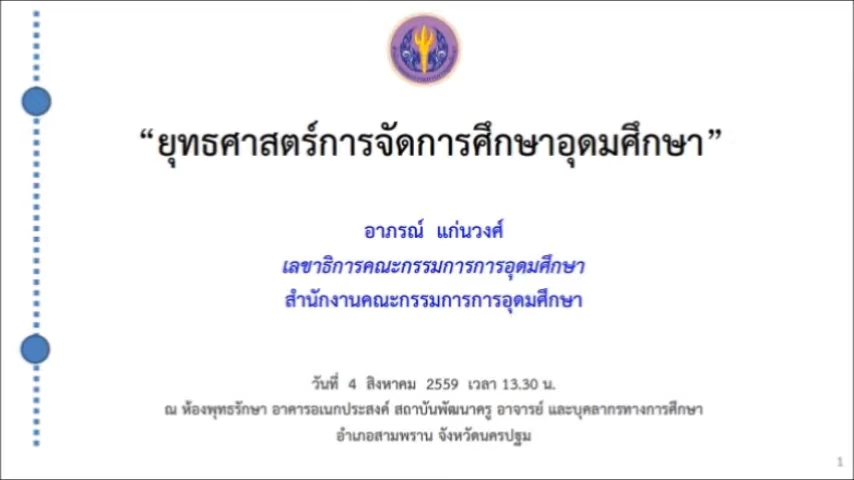 “ยุทธศาสตร์การจัดการศึกษาอุดมศึกษา”
อาภรณ์ แก่นวงศ์
เลขาธิการคณะกรรมการการอุดมศึกษา
สำนักงานคณะกรรมการการอุดมศึกษา
วันที่ 4 สิงหาคม 2559 เวลา 13.30 น.
ณ ห้องพุทธรักษา อาคารอเนกประสงค์ สถาบันพัฒนาครู อาจารย์ และบุคลากรทางการศึกษา
อำเภอสามพราน จังหวัดนครปฐม
1